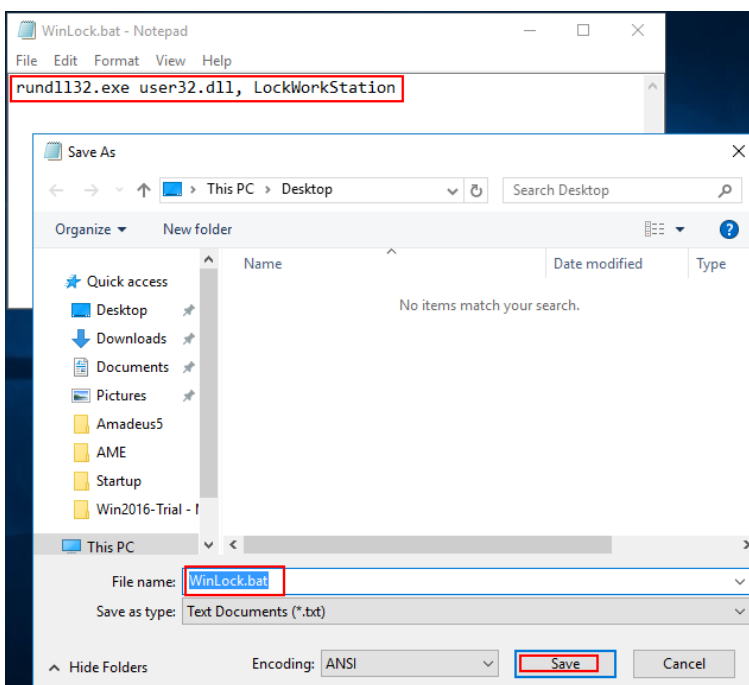 WinLock.bat - Notepad
File Edit Format View Help
rundll32.exe user32.dll, LockWorkStation
Save As
This PC > Desktop
Search Desktop
Organize New folder
Name Date modified Type
No items match your search.
Quick access
Desktop
Downloads
Documents
Pictures
Amadeus5
AME
Startup
Win2016-Trial -
This PC
File name: WinLock.bat
Save as type: Text Documents (*.txt)
Hide Folders Encoding: ANSI Save Cancel